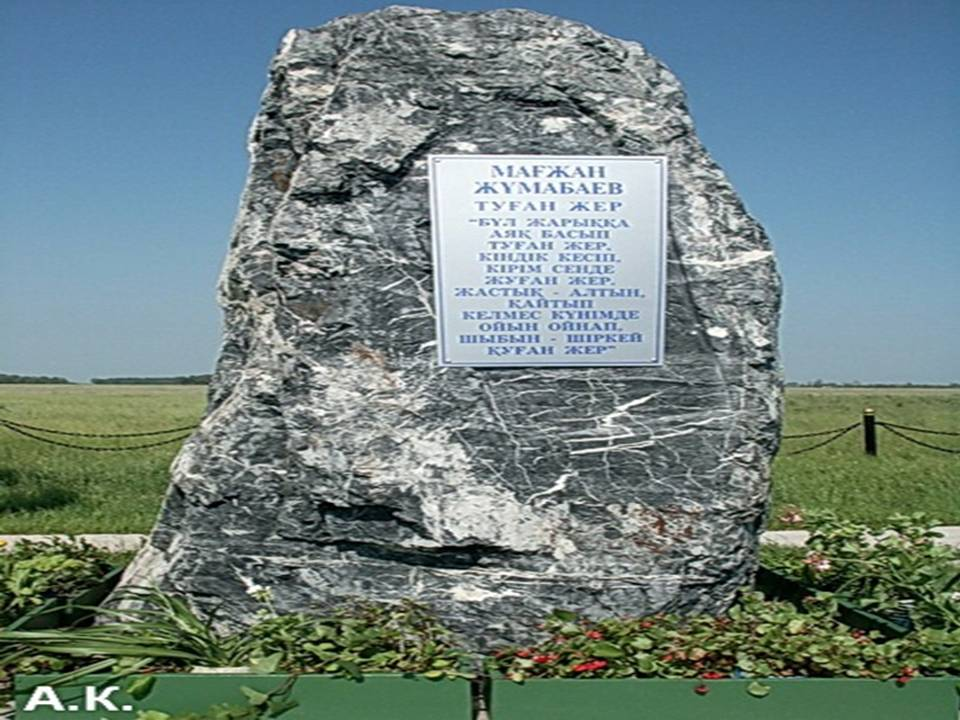 МАҒЖАН
ЖҰМАБАЕВ
ТУҒАН ЖЕР
"БҰЛ ЖАРЫҚҚА
АЯҚ БАСЫП
ТУҒАН ЖЕР.
КІНДІК КЕСІП,
КІРІМ СЕНДЕ
ЖУҒАН ЖЕР.
ЖАСТЫҚ - АЛТЫН,
ҚАЙТЫП
КЕЛМЕС КҮНІМДЕ
ОЙЫН ОЙНАП,
ШЫБЫН - ШІРКЕЙ
ҚУҒАН ЖЕР"
А.К.